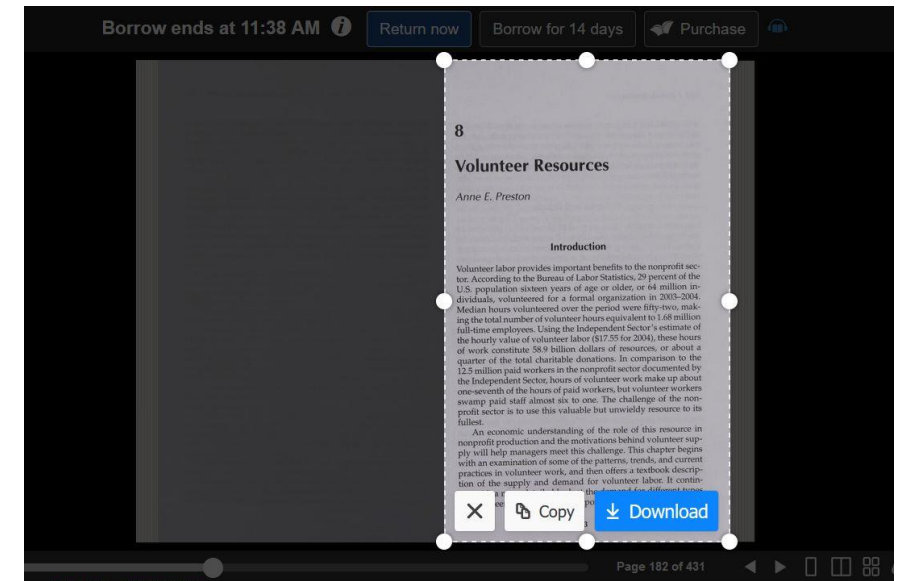 Borrow ends at 11:38 AM i Return now Borrow for 14 days Purchase
8
Volunteer Resources
Anne E. Preston
Introduction
Volunteer labor provides important benefits to the nonprofit sec-
tor. According to the Bureau of Labor Statistics, 29 percent of the
U.S. population sixteen years of age or older, or 64 million in-
dividuals, volunteered for a formal organization in 2003–2004.
Median hours volunteered over the period were fifty-two, mak-
ing the total number of volunteer hours equivalent to 1.68 million
full-time employees. Using the Independent Sector's estimate of
the hourly value of volunteer labor ($17.55 for 2004), these hours
of work constitute 58.9 billion dollars of resources, or about a
quarter of the total charitable donations. In comparison to the
12.5 million paid workers in the nonprofit sector documented by
the Independent Sector, hours of volunteer work make up about
one-seventh of the hours of paid workers, but volunteer workers
swamp paid staff almost six to one. The challenge of the non-
profit sector is to use this valuable but unwieldy resource to its
fullest.
An economic understanding of the role of this resource in
nonprofit production and the motivations behind volunteer sup-
ply will help managers meet this challenge. This chapter begins
with an examination of some of the patterns, trends, and current
practices in volunteer work, and then offers a textbook descrip-
tion of the supply and demand for volunteer labor. It contin-
Copy Download
Page 182 of 431